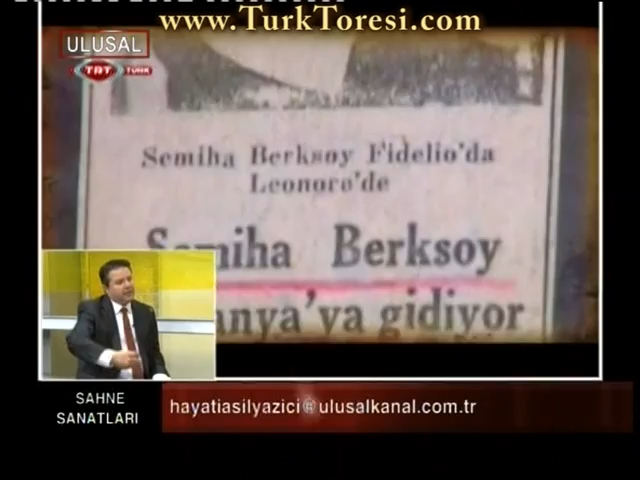 www.TurkToresi.com
ULUSAL
TRT TÜRK
Semiha Berksoy Fidelio'da
Leonore'de
Semiha Berksoy
anya'ya gidiyor
SAHNE
SANATLARI
hayatiasilyazici@ulusalkanal.com.tr